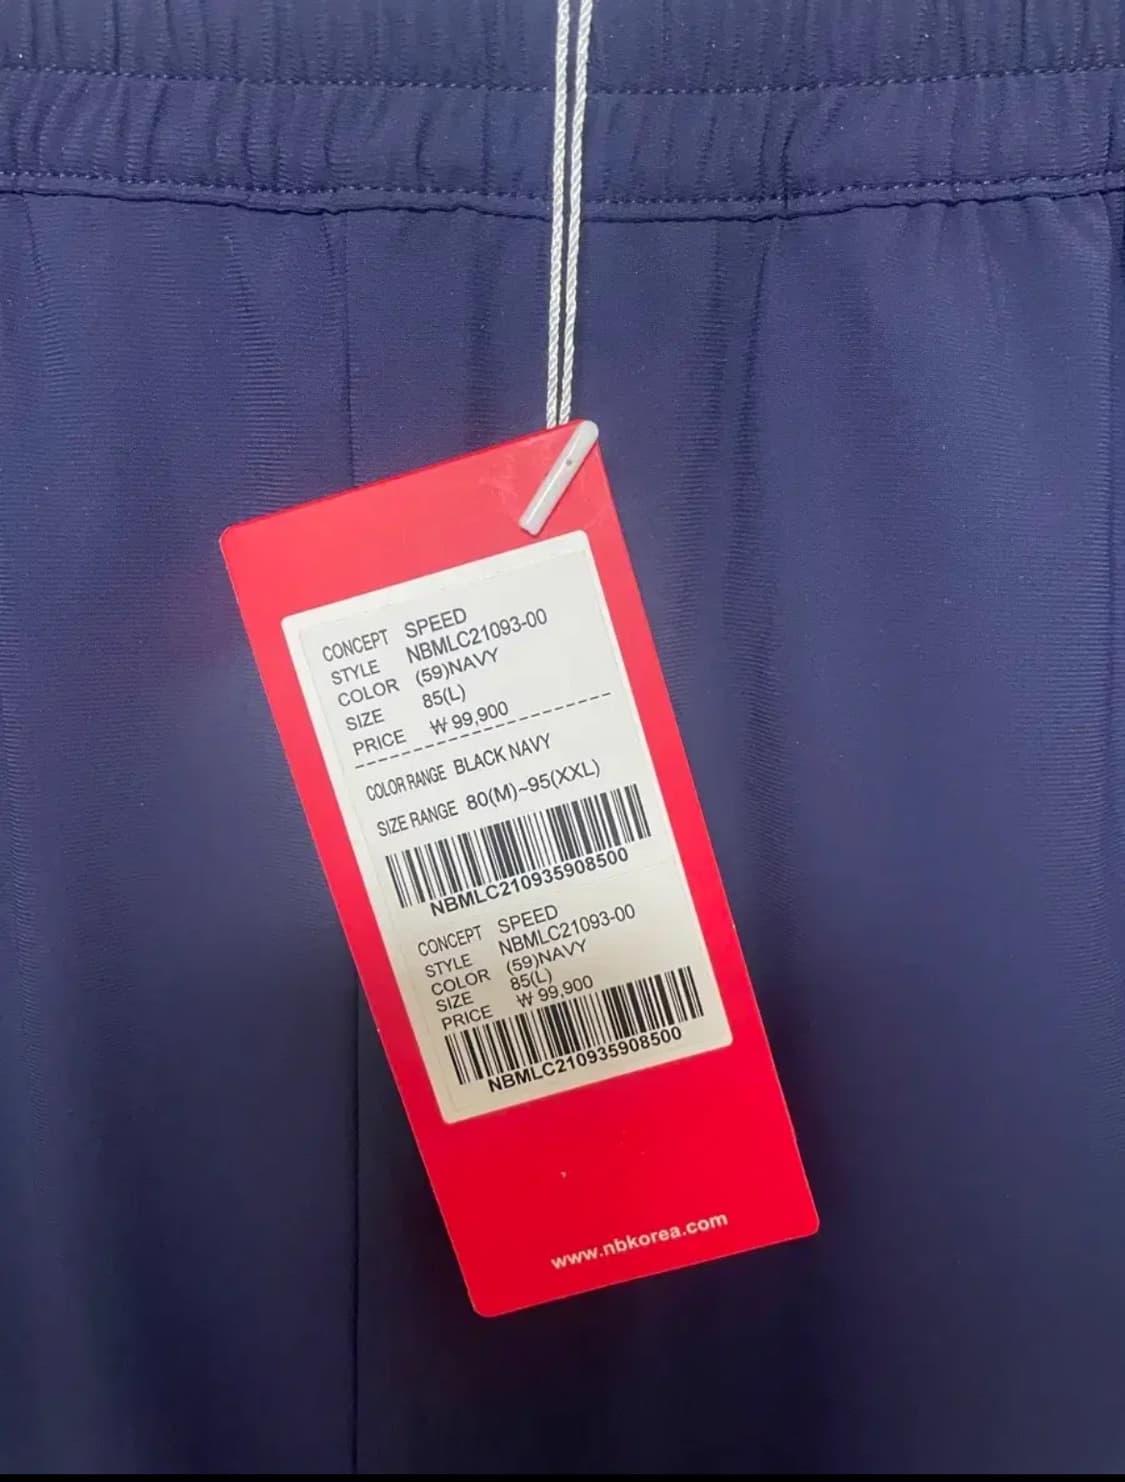 CONCEPT SPEED
STYLE NBMLC21093-00
COLOR (59)NAVY
SIZE 85(L)
PRICE ₩ 99,900
COLOR RANGE BLACK NAVY
SIZE RANGE 80(M)~95(XXL)
NBMLC210935908500
CONCEPT SPEED
STYLE NBMLC21093-00
COLOR (59)NAVY
SIZE 85(L)
PRICE ₩ 99,900
NBMLC210935908500
www.nbkorea.com